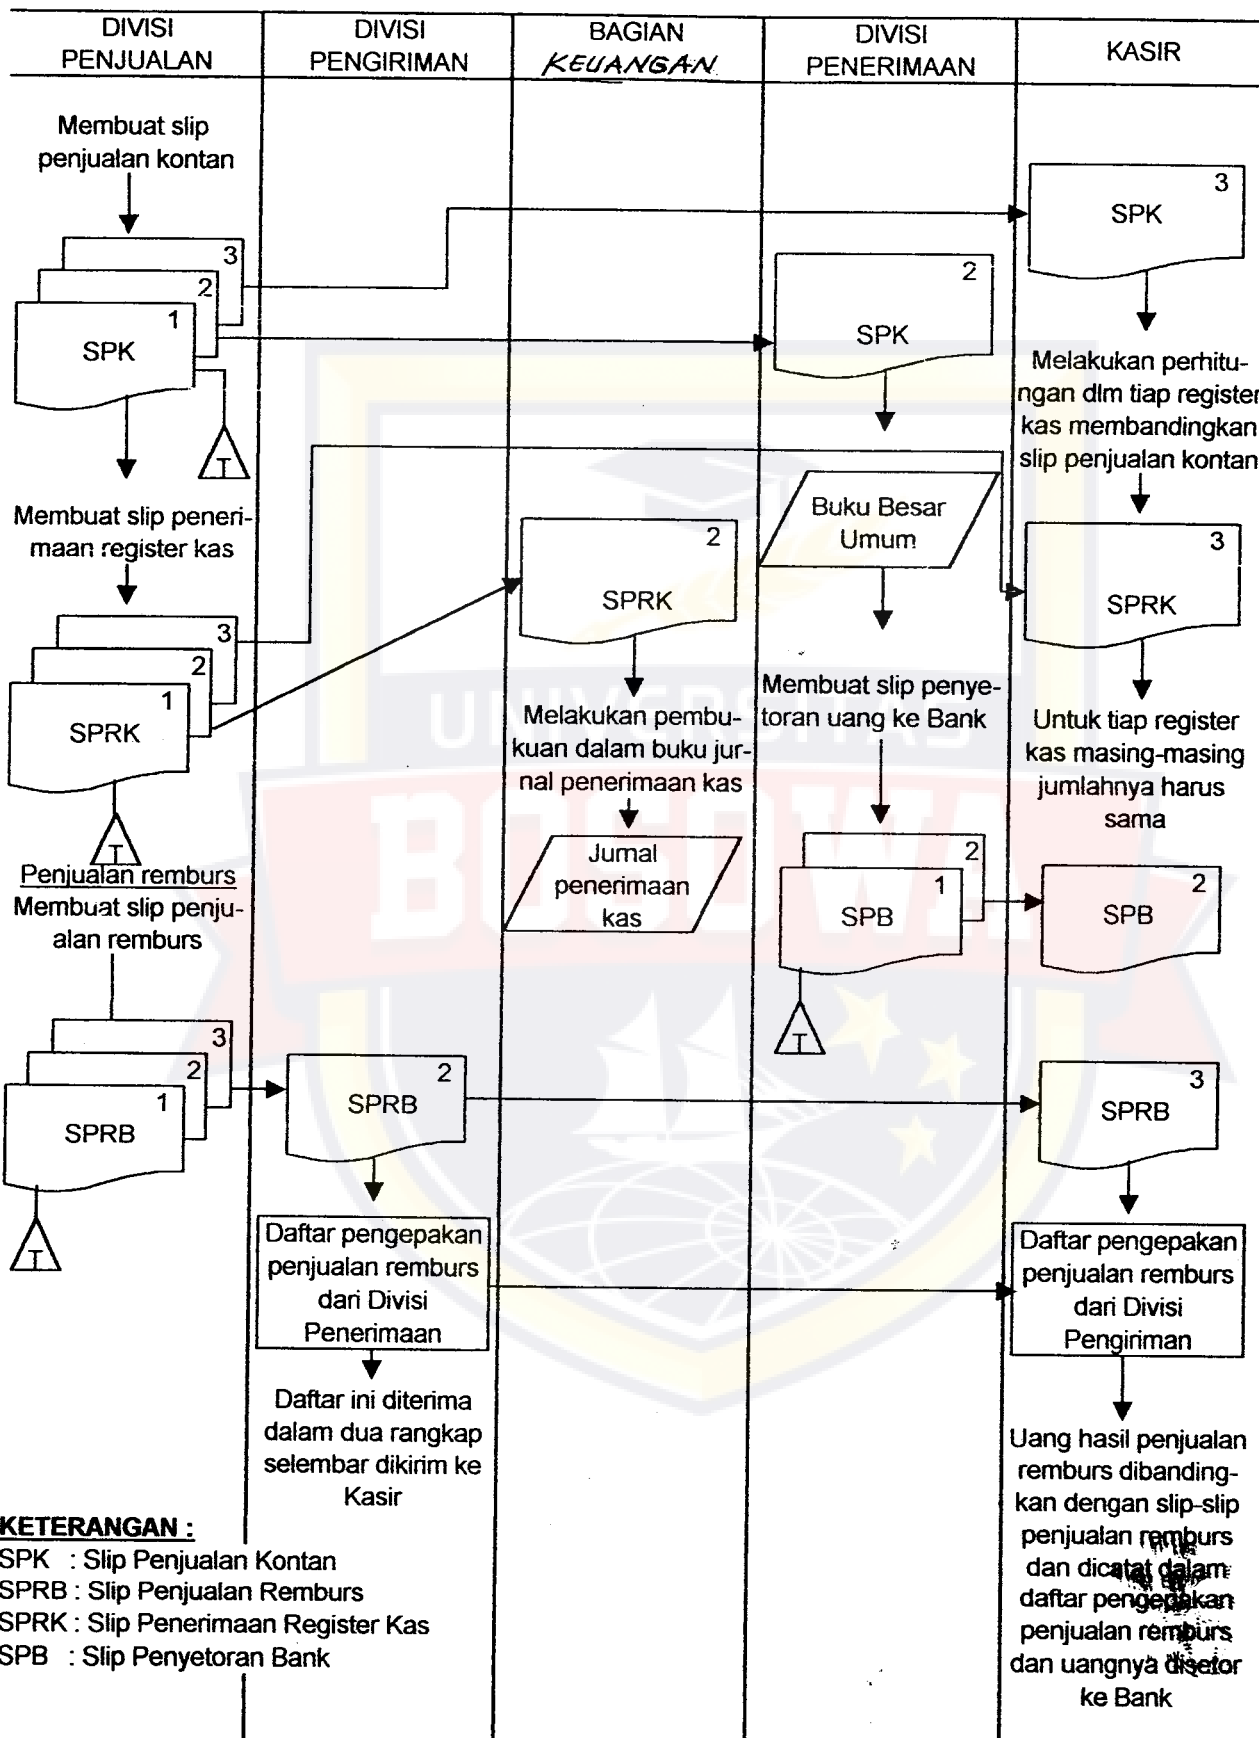 DIVISI
PENJUALAN
DIVISI
PENGIRIMAN
BAGIAN
KEUANGAN
DIVISI
PENERIMAAN
KASIR
Membuat slip
penjualan kontan
3
2
1
SPK
T
Membuat slip peneri-
maan register kas
3
2
1
SPRK
T
Penjualan remburs
Membuat slip penju-
alan remburs
3
2
1
SPRB
T
2
SPRB
Daftar pengepakan
penjualan remburs
dari Divisi
Penerimaan
Daftar ini diterima
dalam dua rangkap
selembar dikirim ke
Kasir
2
SPRK
Melakukan pembu-
kuan dalam buku jur-
nal penerimaan kas
Jurnal
penerimaan
kas
2
SPK
Buku Besar
Umum
Membuat slip penye-
toran uang ke Bank
2
1
SPB
T
3
SPK
Melakukan perhitu-
ngan dlm tiap register
kas membandingkan
slip penjualan kontan
3
SPRK
Untuk tiap register
kas masing-masing
jumlahnya harus
sama
2
SPB
3
SPRB
Daftar pengepakan
penjualan remburs
dari Divisi
Pengiriman
Uang hasil penjualan
remburs dibanding-
kan dengan slip-slip
penjualan remburs
dan dicatat dalam
daftar pengepakan
penjualan remburs
dan uangnya disetor
ke Bank
KETERANGAN :
SPK : Slip Penjualan Kontan
SPRB : Slip Penjualan Remburs
SPRK : Slip Penerimaan Register Kas
SPB : Slip Penyetoran Bank
UNIVERSITAS
BOSOWA